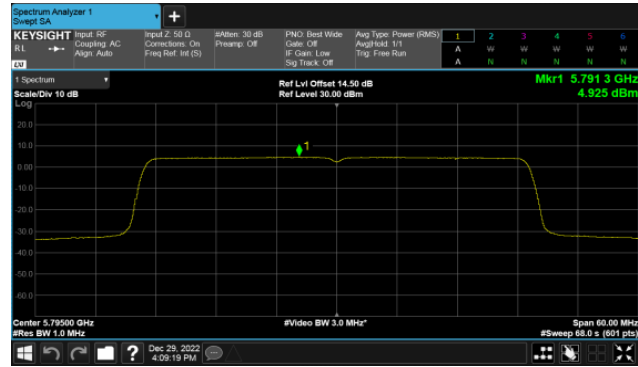 Spectrum Analyzer 1
Swept SA
+
KEYSIGHT Input: RF Input Z: 50 Ω #Atten: 30 dB PNO: Best Wide Avg Type: Power (RMS) 1 2 3 4 5 6
RL Coupling: AC Corrections: On Preamp: Off Gate: Off Avg|Hold: 1/1 A W W W W W
Align: Auto Freq Ref: Int (S) IF Gain: Low Trig: Free Run
LXI Sig Track: Off A N N N N N
1 Spectrum Ref Lvl Offset 14.50 dB Mkr1 5.791 3 GHz
Scale/Div 10 dB Ref Level 30.00 dBm 4.925 dBm
Log
20.0
10.0
1
0.00
-10.0
-20.0
-30.0
-40.0
-50.0
-60.0
Center 5.79500 GHz #Video BW 3.0 MHz* Span 60.00 MHz
#Res BW 1.0 MHz #Sweep 68.0 s (601 pts)
? Dec 29, 2022
4:09:19 PM